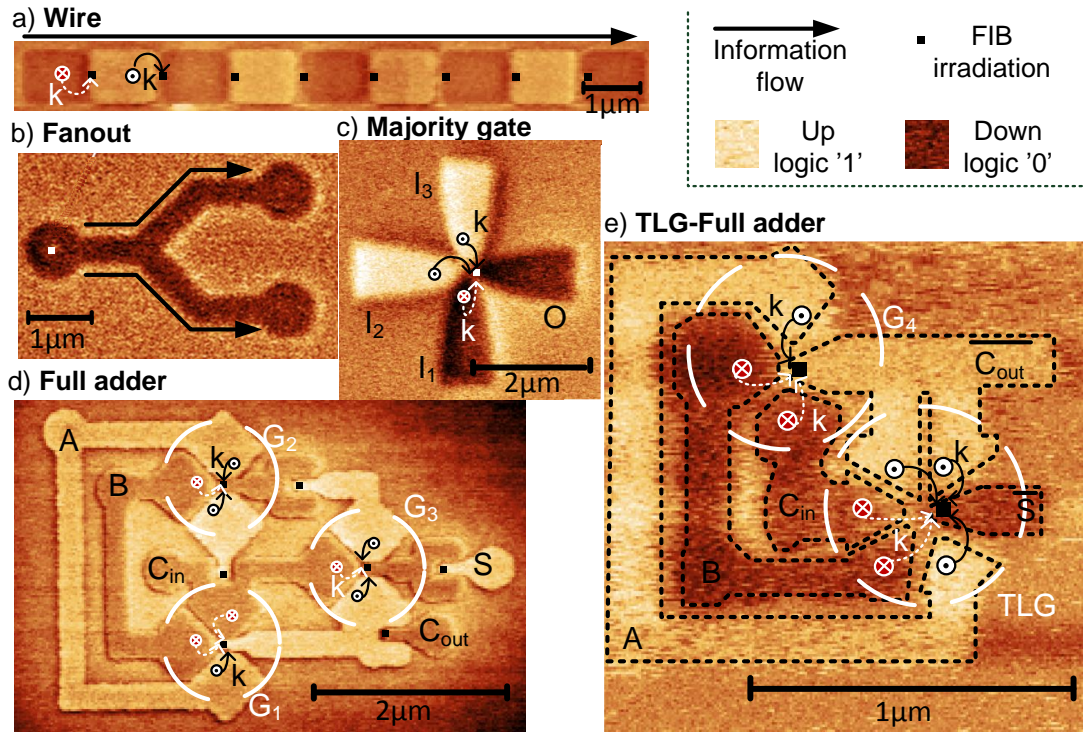 a) Wire
k
k
1μm
Information
flow
FIB
irradiation
Up
logic '1'
Down
logic '0'
b) Fanout
1μm
c) Majority gate
I3
k
I2
k
I1
O
2μm
d) Full adder
A
B
Cin
G2
k
G3
k
S
Cout
k
G1
2μm
e) TLG-Full adder
k
G4
Cout
k
k
Cin
k
S
B
TLG
A
1μm